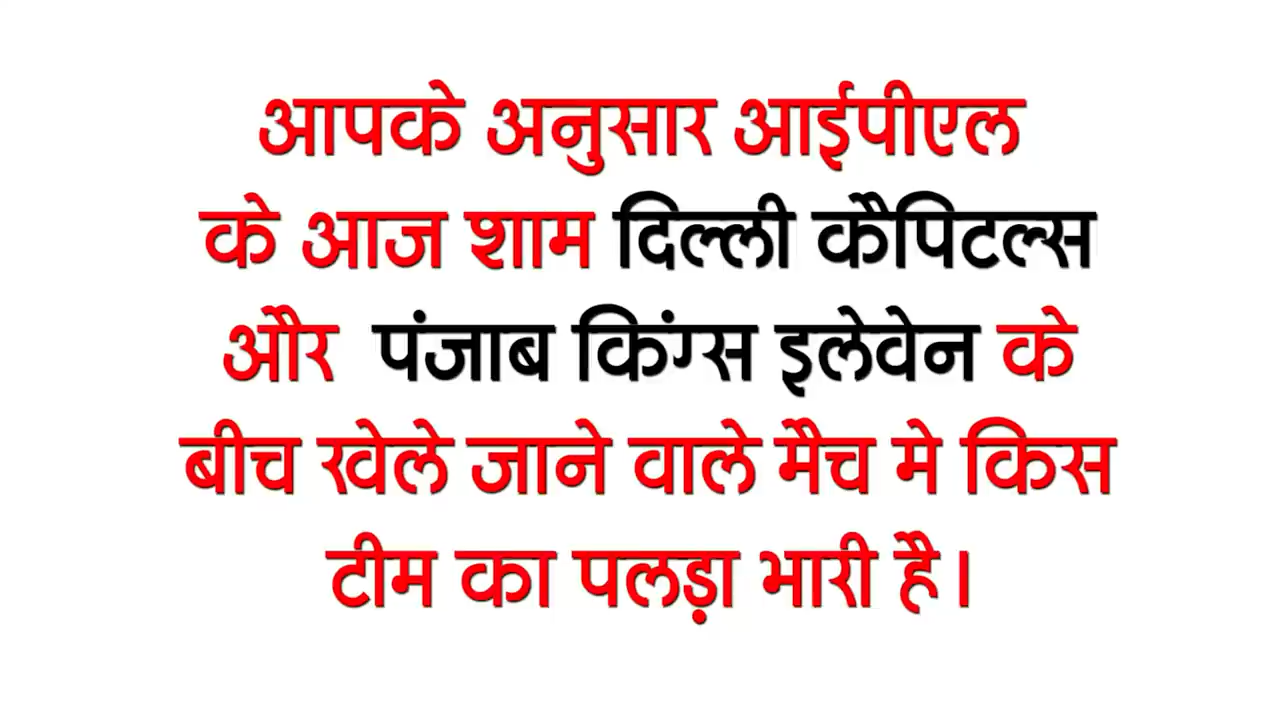 आपके अनुसार आईपीएल
के आज शाम दिल्ली कैपिटल्स
और पंजाब किंग्स इलेवेन के
बीच खेले जाने वाले मैच मे किस
टीम का पलड़ा भारी है।